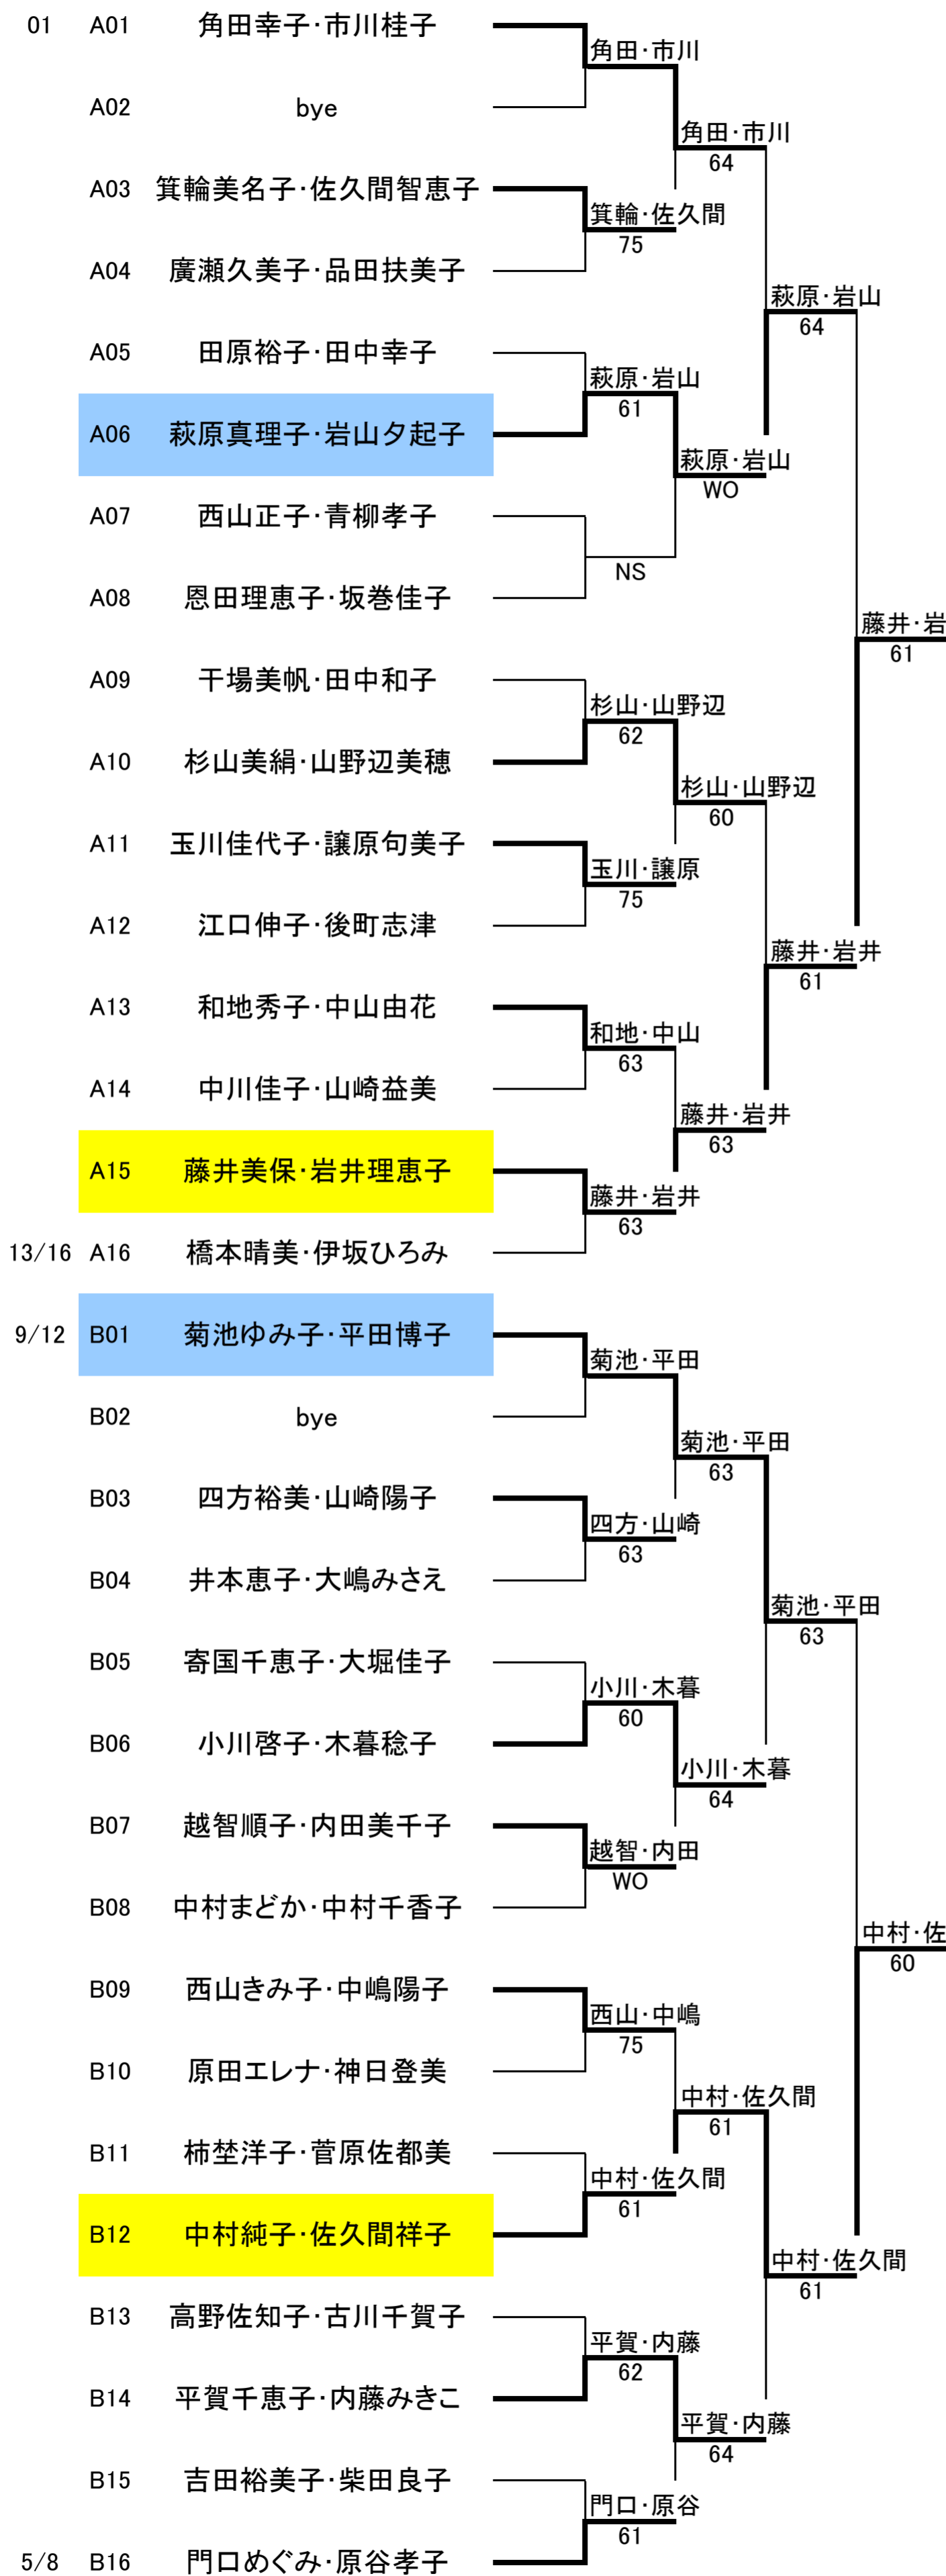 01 A01 角田幸子・市川桂子
角田・市川
A02 bye
角田・市川
64
A03 箕輪美名子・佐久間智恵子
箕輪・佐久間
75
A04 廣瀬久美子・品田扶美子
萩原・岩山
64
A05 田原裕子・田中幸子
萩原・岩山
61
A06 萩原真理子・岩山夕起子
萩原・岩山
WO
A07 西山正子・青柳孝子
NS
A08 恩田理恵子・坂巻佳子
藤井・岩
61
A09 干場美帆・田中和子
杉山・山野辺
62
A10 杉山美絹・山野辺美穂
杉山・山野辺
60
A11 玉川佳代子・譲原句美子
玉川・譲原
75
A12 江口伸子・後町志津
藤井・岩井
61
A13 和地秀子・中山由花
和地・中山
63
A14 中川佳子・山崎益美
藤井・岩井
63
A15 藤井美保・岩井理恵子
藤井・岩井
63
13/16 A16 橋本晴美・伊坂ひろみ
9/12 B01 菊池ゆみ子・平田博子
菊池・平田
B02 bye
菊池・平田
63
B03 四方裕美・山崎陽子
四方・山崎
63
B04 井本恵子・大嶋みさえ
菊池・平田
63
B05 寄国千恵子・大堀佳子
小川・木暮
60
B06 小川啓子・木暮稔子
小川・木暮
64
B07 越智順子・内田美千子
越智・内田
WO
B08 中村まどか・中村千香子
中村・佐
60
B09 西山きみ子・中嶋陽子
西山・中嶋
75
B10 原田エレナ・神日登美
中村・佐久間
61
B11 柿埜洋子・菅原佐都美
中村・佐久間
61
B12 中村純子・佐久間祥子
中村・佐久間
61
B13 高野佐知子・古川千賀子
平賀・内藤
62
B14 平賀千恵子・内藤みきこ
平賀・内藤
64
B15 吉田裕美子・柴田良子
門口・原谷
61
5/8 B16 門口めぐみ・原谷孝子